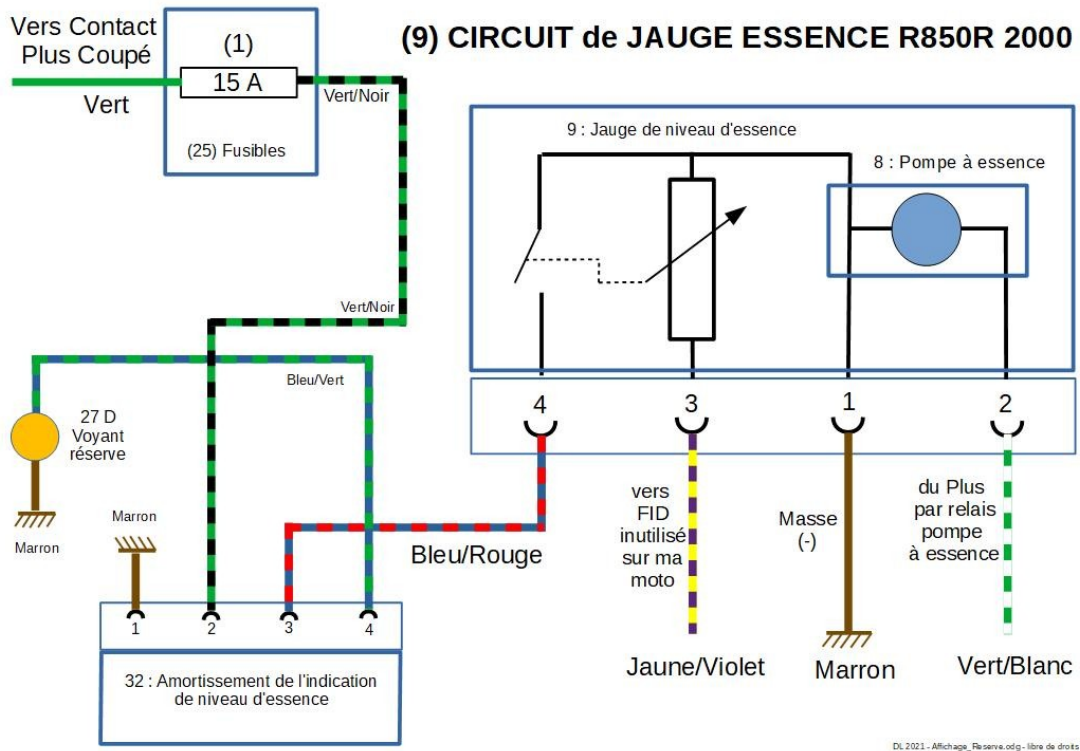 (9) CIRCUIT de JAUGE ESSENCE R850R 2000
Vers Contact
Plus Coupé
Vert
(1)
15 A
(25) Fusibles
Vert/Noir
9 : Jauge de niveau d'essence
8 : Pompe à essence
Vert/Noir
Bleu/Vert
27 D
Voyant
réserve
Marron
Marron
4
3
1
2
Bleu/Rouge
vers
FID
inutilisé
sur ma
moto
Masse
(-)
du Plus
par relais
pompe
à essence
Jaune/Violet
Marron
Vert/Blanc
1
2
3
4
32 : Amortissement de l'indication
de niveau d'essence
DL 2021 - Affichage_Reserve.odg - libre de droits